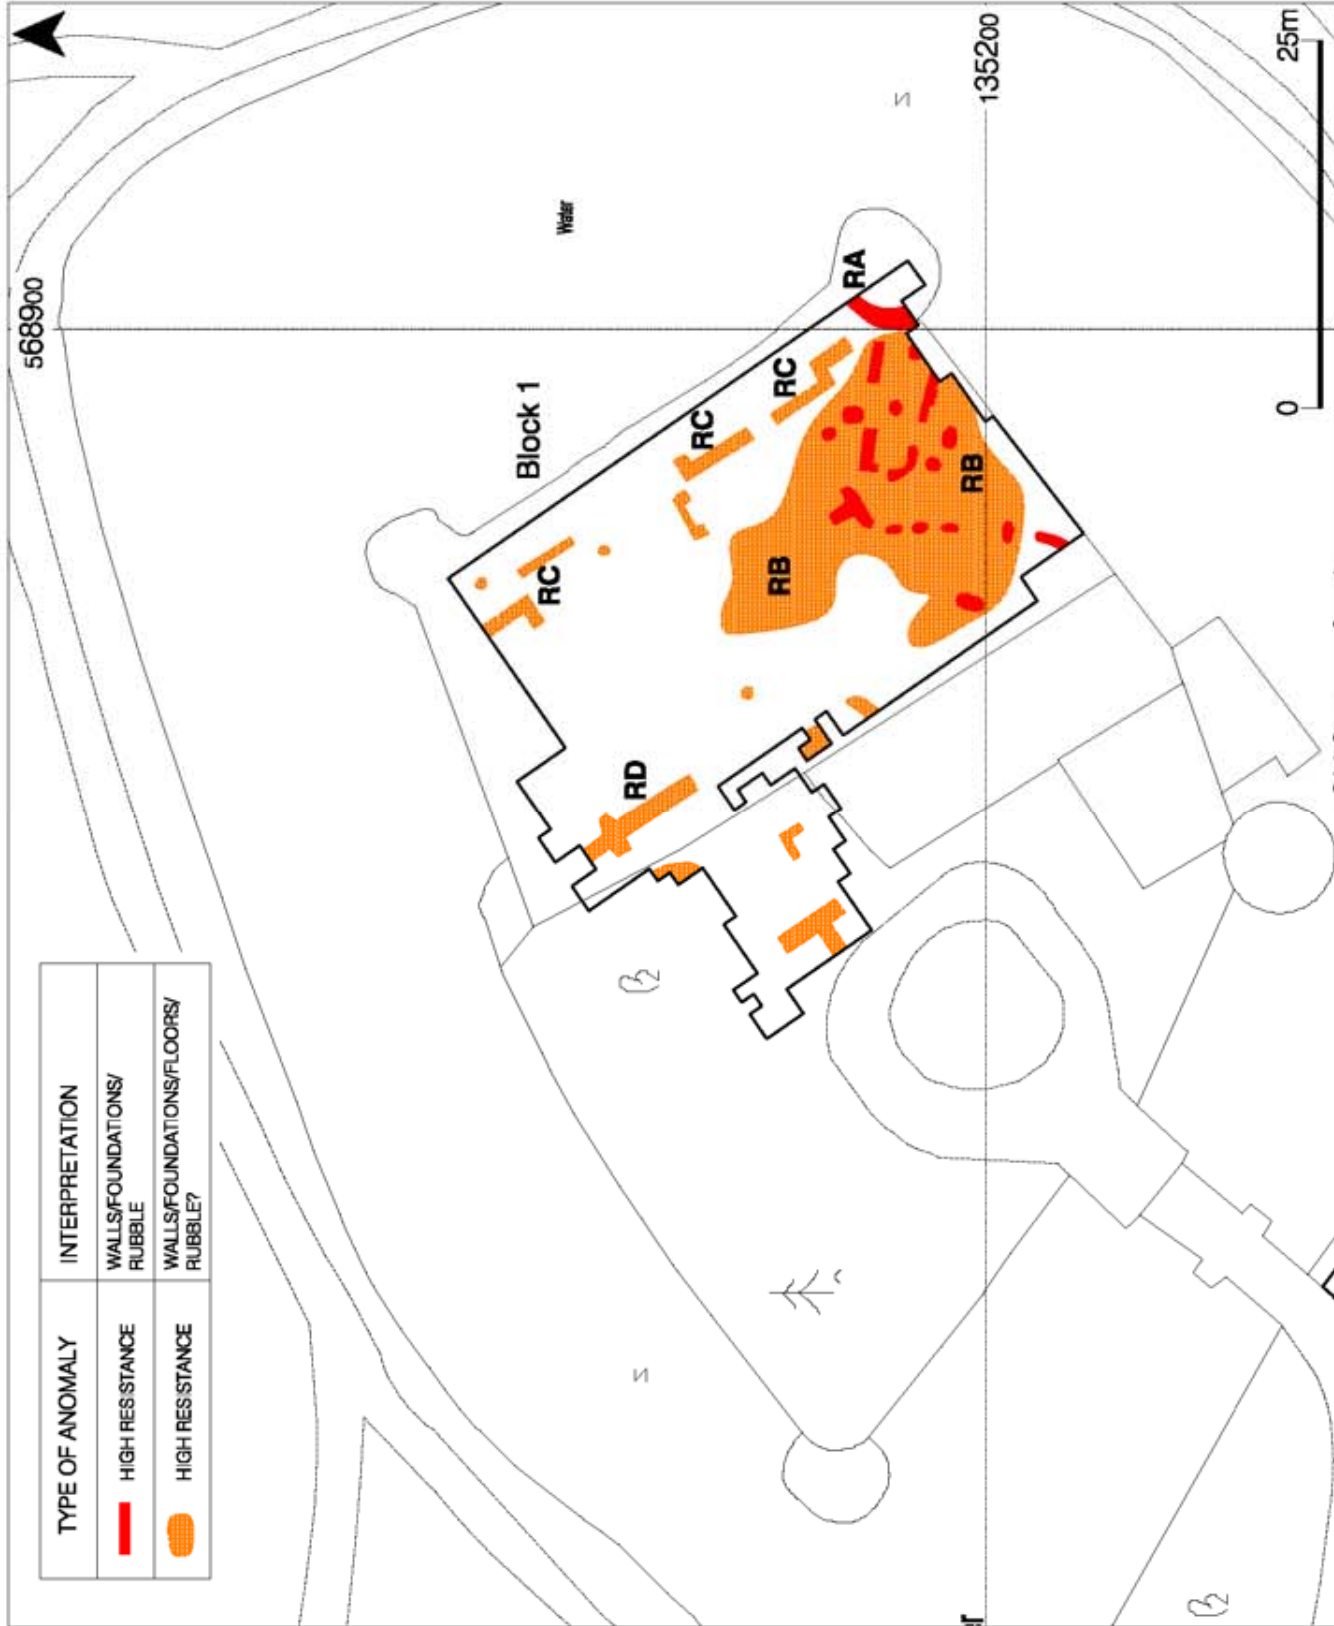 TYPE OF ANOMALY
INTERPRETATION
HIGH RESISTANCE
WALLS/FOUNDATIONS/
RUBBLE
HIGH RESISTANCE
WALLS/FOUNDATIONS/FLOORS/
RUBBLE?
568900
Block 1
Water
RA
RC
RC
RC
RB
RB
RD
135200
0
25m